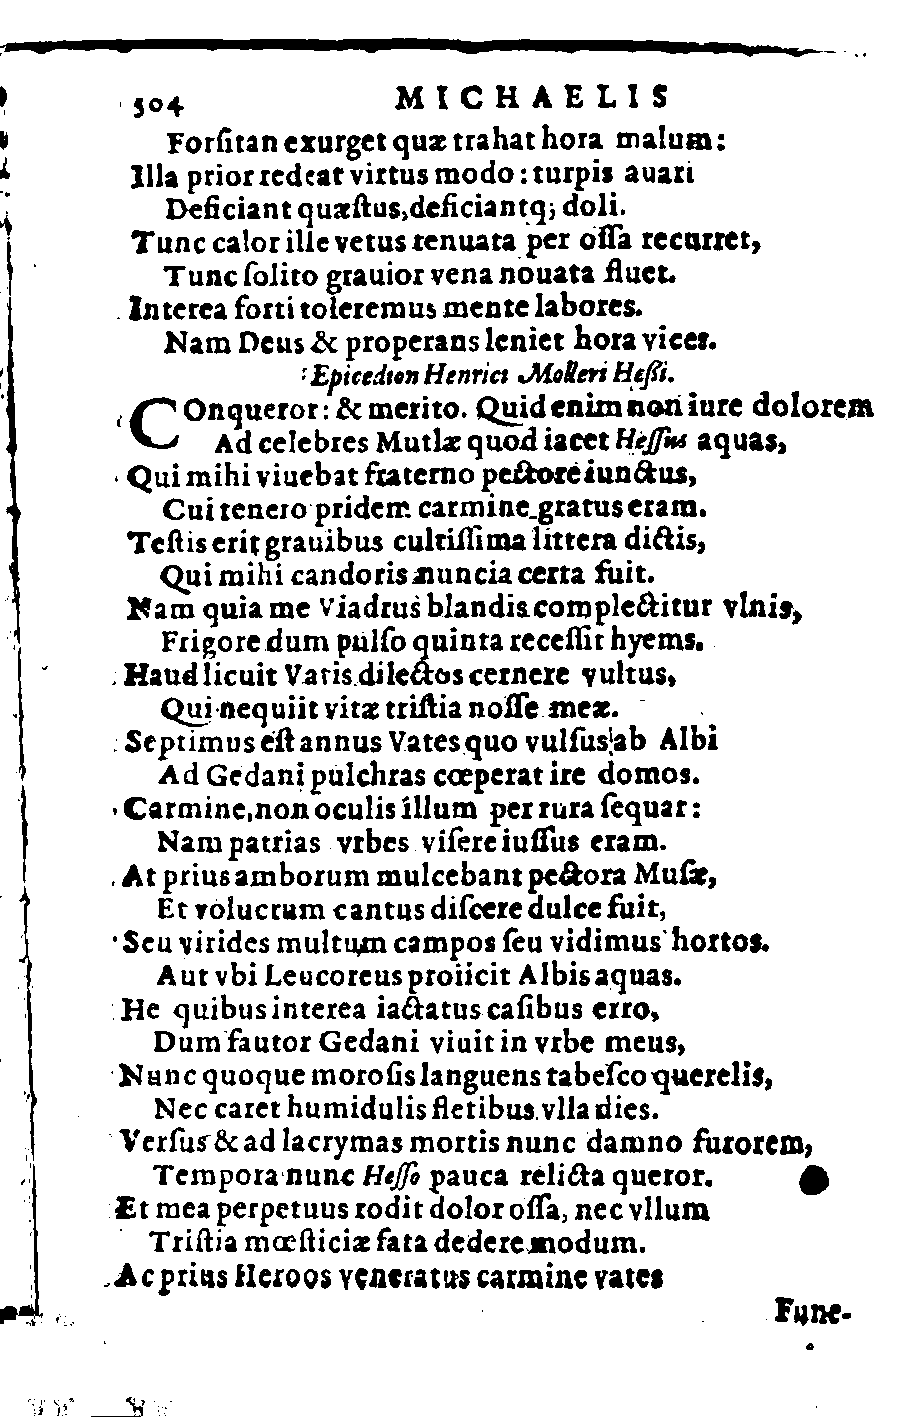 304 MICHAELIS
Forſitan exurget quæ trahat hora malum:
Illa prior redeat virtus modo: turpis auari
Deficiant quæſtus, deficiantq; doli.
Tunc calor ille vetus tenuata per oſſa recurret,
Tunc ſolito grauior vena nouata fluet.
Interea forti toleremus mente labores.
Nam Deus & properans leniet hora vices.
Epicedion Henrici Molleri Heſſi.
COnqueror: & merito. Quid enim non iure dolorem
Ad celebres Mutlæ quod iacet Heſſus aquas,
Qui mihi viuebat fraterno pectore iunctus,
Cui tenero pridem carmine gratus eram.
Teſtis erit grauibus cultiſſima littera dictis,
Qui mihi candoris nuncia certa fuit.
Nam quia me Viadrus blandis complectitur vlnis,
Frigore dum pulſo quinta receſſit hyems.
Haud licuit Vatis dilectos cernere vultus,
Qui nequiit vitæ triſtia noſſe meæ.
Septimus eſt annus Vates quo vulſus ab Albi
Ad Gedani pulchras cœperat ire domos.
Carmine, non oculis illum per rura ſequar:
Nam patrias vrbes viſere iuſſus eram.
At prius amborum mulcebant pectora Muſæ,
Et volucrum cantus diſcere dulce fuit,
Seu virides multum campos ſeu vidimus hortos.
Aut vbi Leucoreus proiicit Albis aquas.
He quibus interea iactatus caſibus erro,
Dum fautor Gedani viuit in vrbe meus,
Nunc quoque moroſis languens tabeſco querelis,
Nec caret humidulis fletibus vlla dies.
Verſus & ad lacrymas mortis nunc damno furorem,
Tempora nunc Heſſo pauca relicta queror.
Et mea perpetuus rodit dolor oſſa, nec vllum
Triſtia mœſticiæ fata dedere modum.
Ac prius Heroos veneratus carmine vates
Fune-